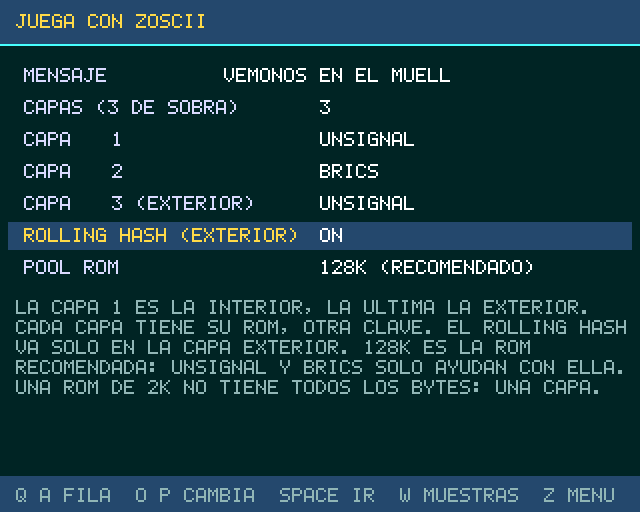 JUEGA CON ZOSCII
MENSAJE VEMONOS EN EL MUELL
CAPAS (3 DE SOBRA) 3
CAPA 1 UNSIGNAL
CAPA 2 BRICS
CAPA 3 (EXTERIOR) UNSIGNAL
ROLLING HASH (EXTERIOR) ON
POOL ROM 128K (RECOMENDADO)
LA CAPA 1 ES LA INTERIOR, LA ULTIMA LA EXTERIOR.
CADA CAPA TIENE SU ROM, OTRA CLAVE. EL ROLLING HASH
VA SOLO EN LA CAPA EXTERIOR. 128K ES LA ROM
RECOMENDADA: UNSIGNAL Y BRICS SOLO AYUDAN CON ELLA.
UNA ROM DE 2K NO TIENE TODOS LOS BYTES: UNA CAPA.
Q A FILA O P CAMBIA SPACE IR W MUESTRAS Z MENU